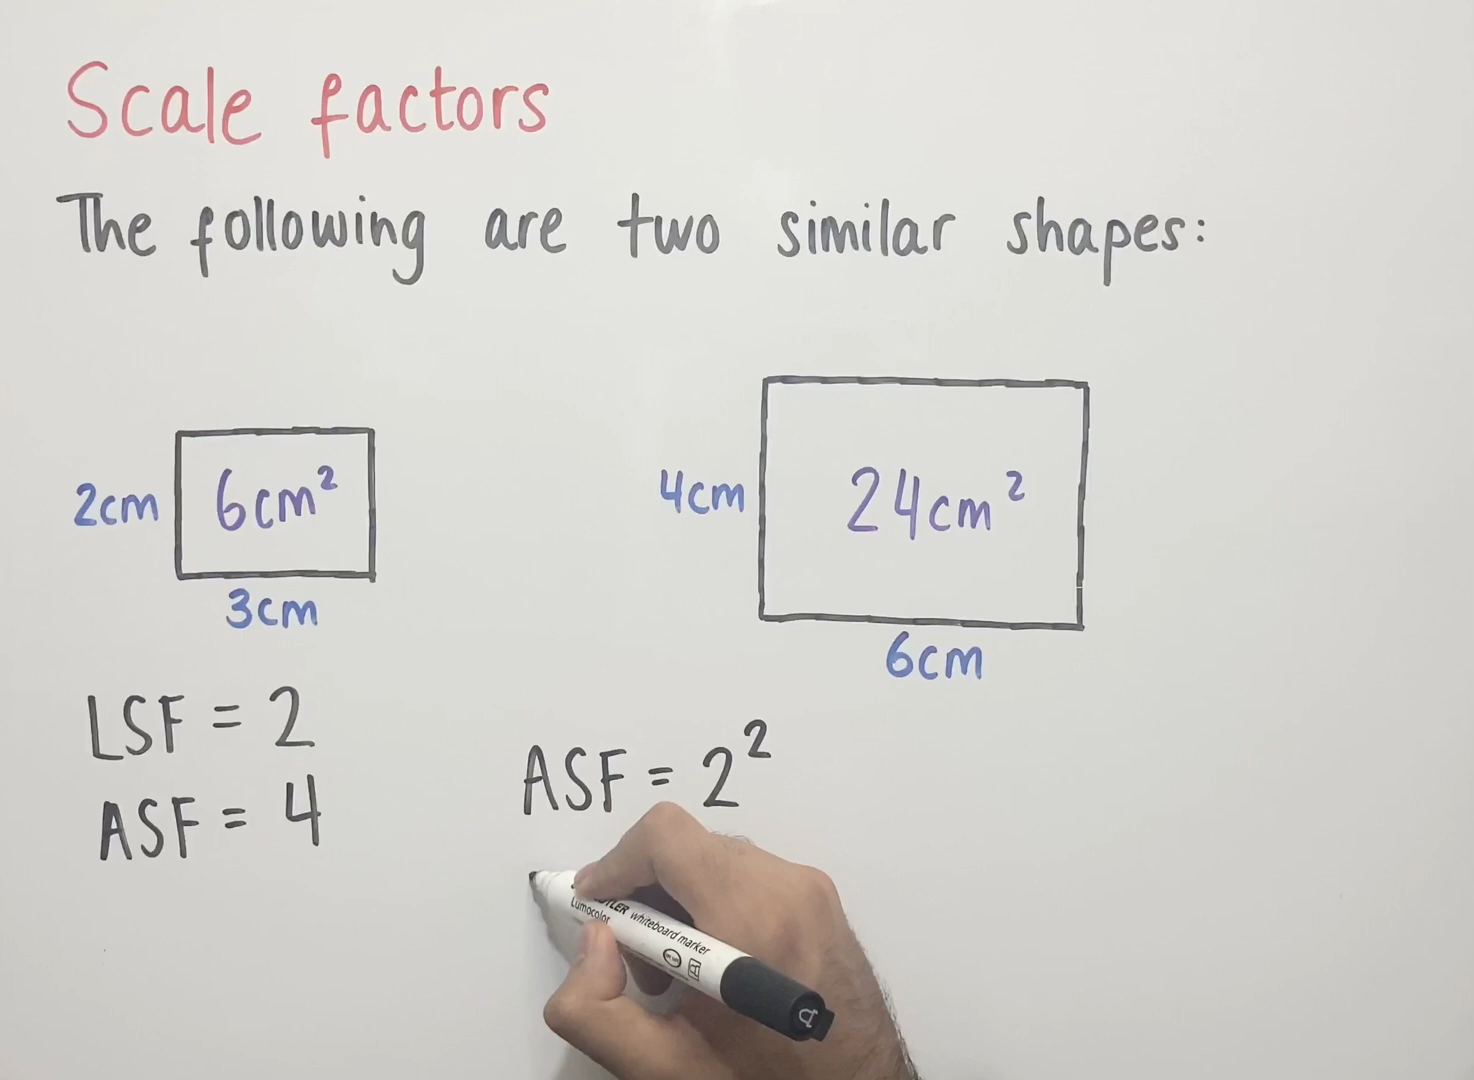 Scale factors
The following are two similar shapes:
2cm 6cm²
3cm
4cm 24cm²
6cm
LSF = 2
ASF = 4
ASF = 2²
Lumocolor whiteboard marker